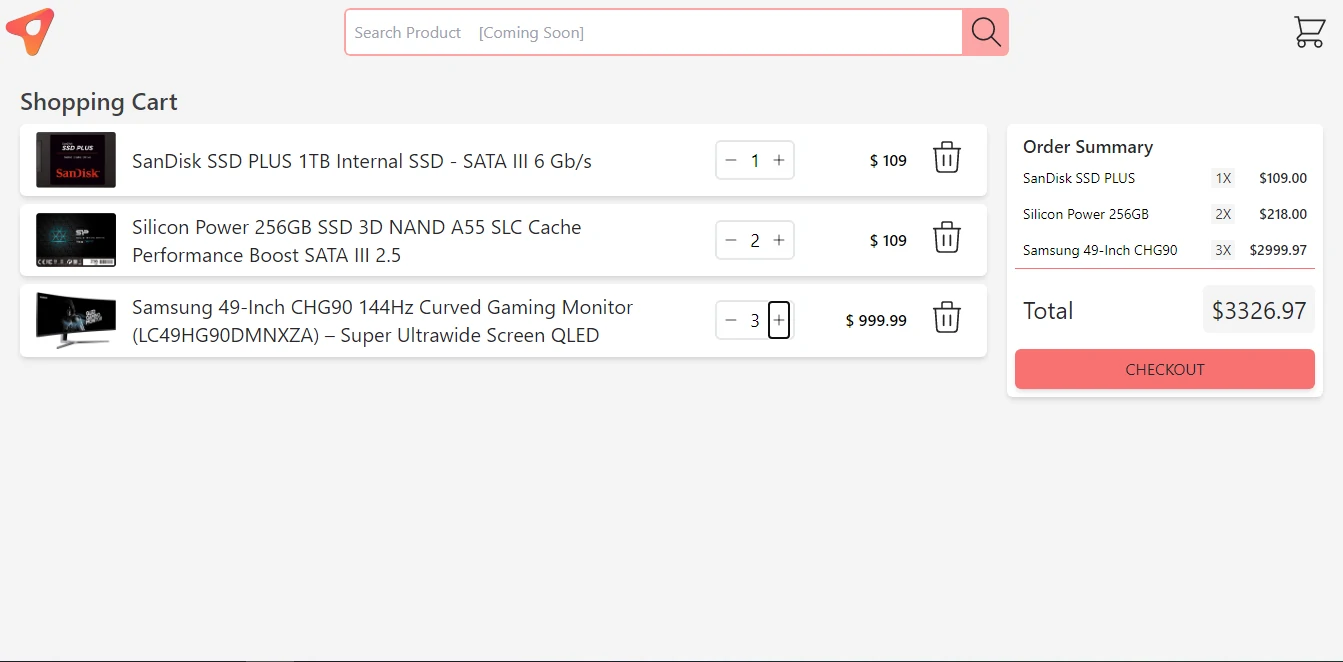 Search Product [Coming Soon]
Shopping Cart
SSD PLUS
SanDisk
SanDisk SSD PLUS 1TB Internal SSD - SATA III 6 Gb/s
1
$ 109
SP
Silicon Power 256GB SSD 3D NAND A55 SLC Cache
Performance Boost SATA III 2.5
2
$ 109
Samsung 49-Inch CHG90 144Hz Curved Gaming Monitor
(LC49HG90DMNXZA) – Super Ultrawide Screen QLED
3
$ 999.99
Order Summary
SanDisk SSD PLUS 1X $109.00
Silicon Power 256GB 2X $218.00
Samsung 49-Inch CHG90 3X $2999.97
Total $3326.97
CHECKOUT